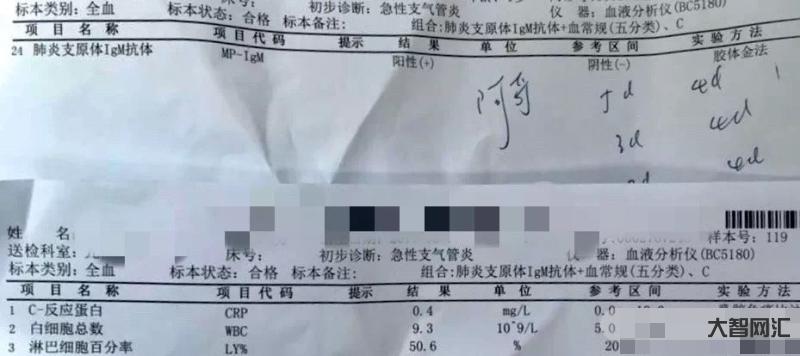 标本类别：全血 标本状态：合格 标本备注： 组合：肺炎支原体IgM抗体+血常规(五分类)、C
初步诊断：急性支气管炎 器：血液分析仪(BC5180)
项目名称 项目代码 提示 结果 单位 参考区间 实验方法
24 肺炎支原体IgM抗体 MP-IgM 阳性(+) 阴性(-) 胶体金法
阿奇 5d 4d
3d 4d
4d
姓名
样本号：119
送检科室： 床号： 初步诊断：急性支气管炎 器：血液分析仪(BC5180)
标本类别：全血 标本状态：合格 标本备注： 组合：肺炎支原体IgM抗体+血常规(五分类)、C
项目名称 项目代码 提示 结果 单位 参考区间 实验方法
1 C-反应蛋白 CRP 0.4 mg/L 0.0
2 白细胞总数 WBC 9.3 10^9/L 5.0
3 淋巴细胞百分率 LY% 50.6 % 20
大智网汇